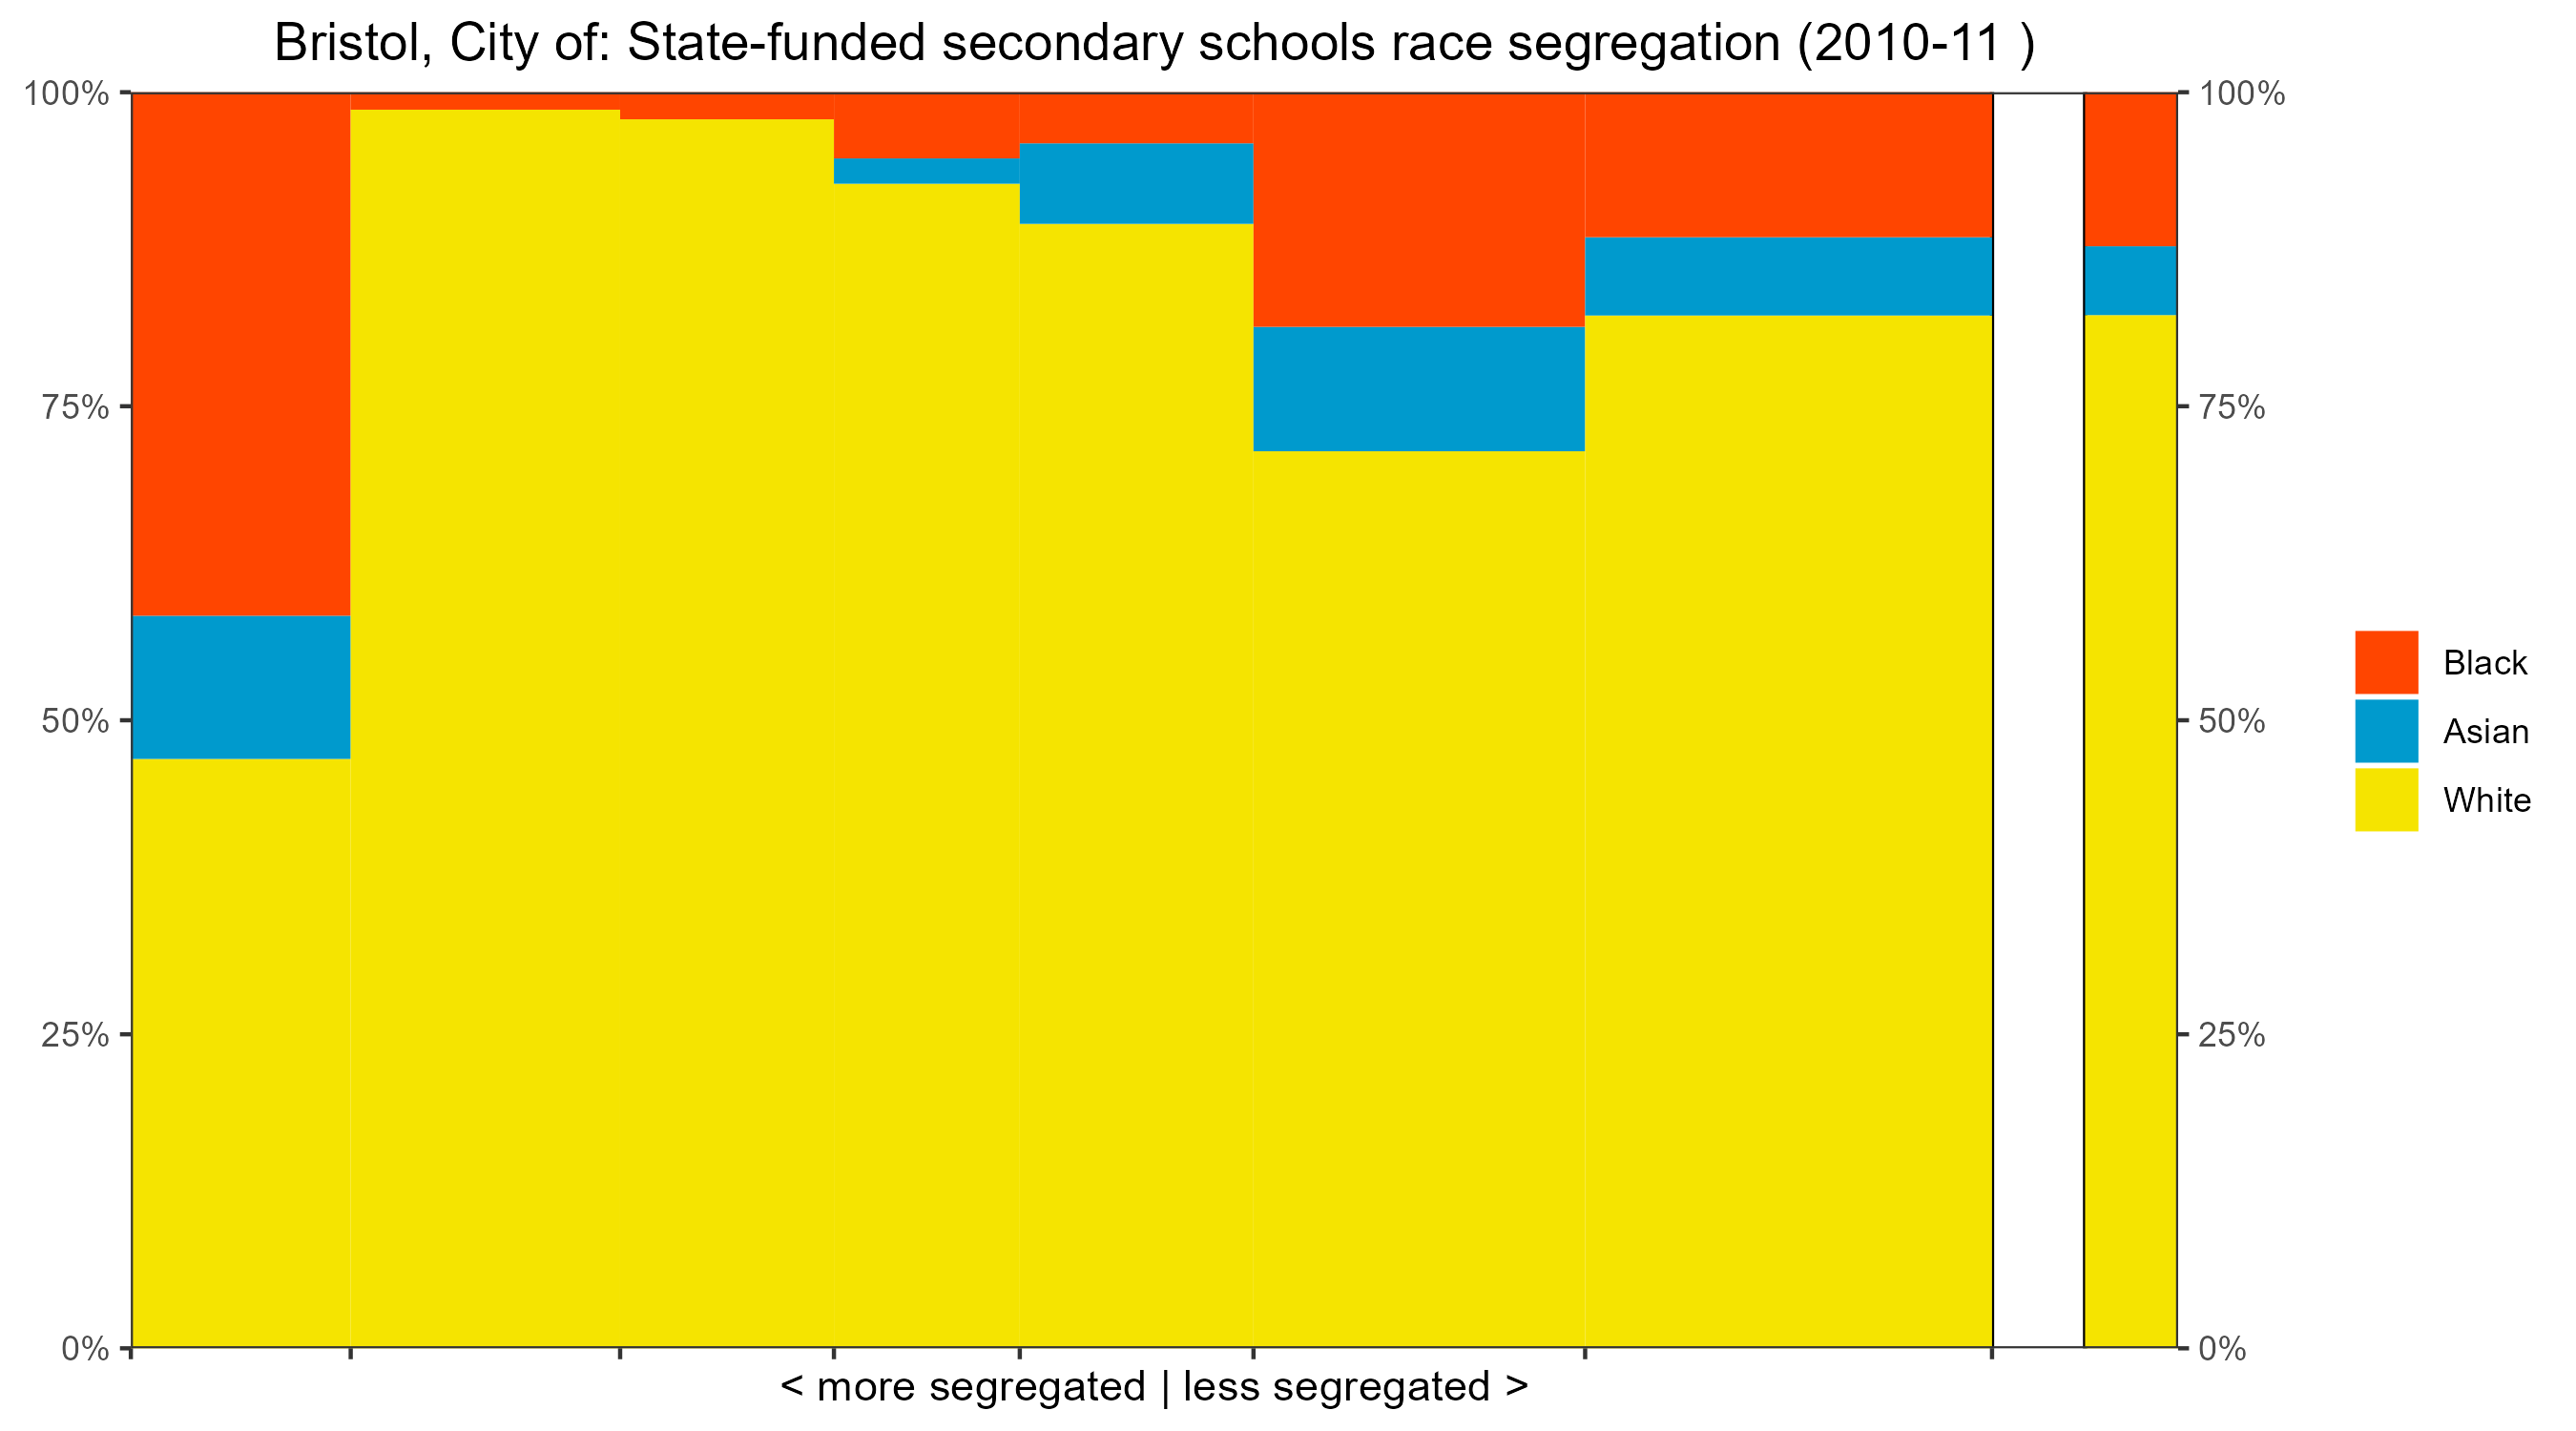 Bristol, City of: State-funded secondary schools race segregation (2010-11 )
100%
75%
50%
25%
0%
100%
75%
50%
25%
0%
Black
Asian
White
< more segregated | less segregated >